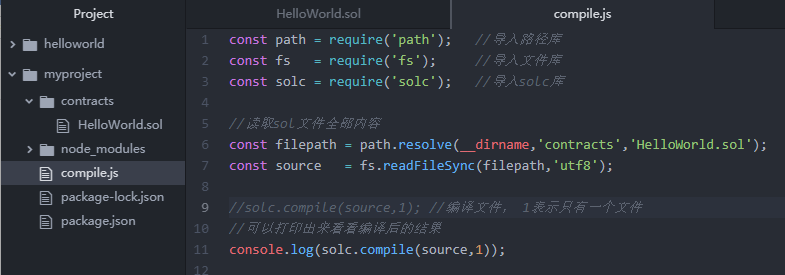 Project
helloworld
myproject
contracts
HelloWorld.sol
node_modules
compile.js
package-lock.json
package.json
HelloWorld.sol
compile.js
1 const path = require('path'); //导入路径库
2 const fs = require('fs'); //导入文件库
3 const solc = require('solc'); //导入solc库
4
5 //读取sol文件全部内容
6 const filepath = path.resolve(__dirname,'contracts','HelloWorld.sol');
7 const source = fs.readFileSync(filepath,'utf8');
8
9 //solc.compile(source,1); //编译文件, 1表示只有一个文件
10 //可以打印出来看看编译后的结果
11 console.log(solc.compile(source,1));
12